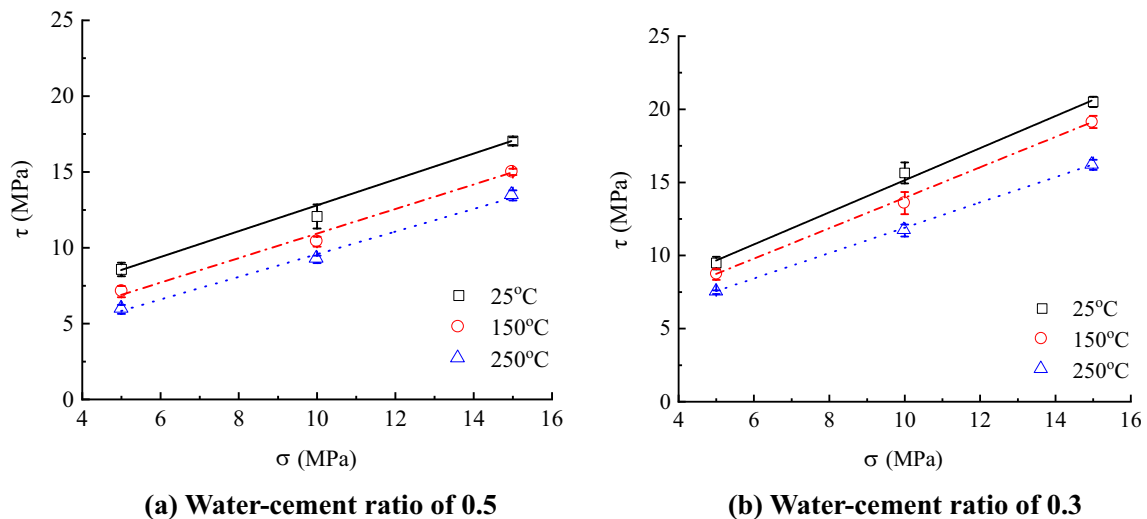 25
20
15
10
5
0
τ (MPa)
25°C
150°C
250°C
4 6 8 10 12 14 16
σ (MPa)
(a) Water-cement ratio of 0.5
25
20
15
10
5
0
τ (MPa)
25°C
150°C
250°C
4 6 8 10 12 14 16
σ (MPa)
(b) Water-cement ratio of 0.3